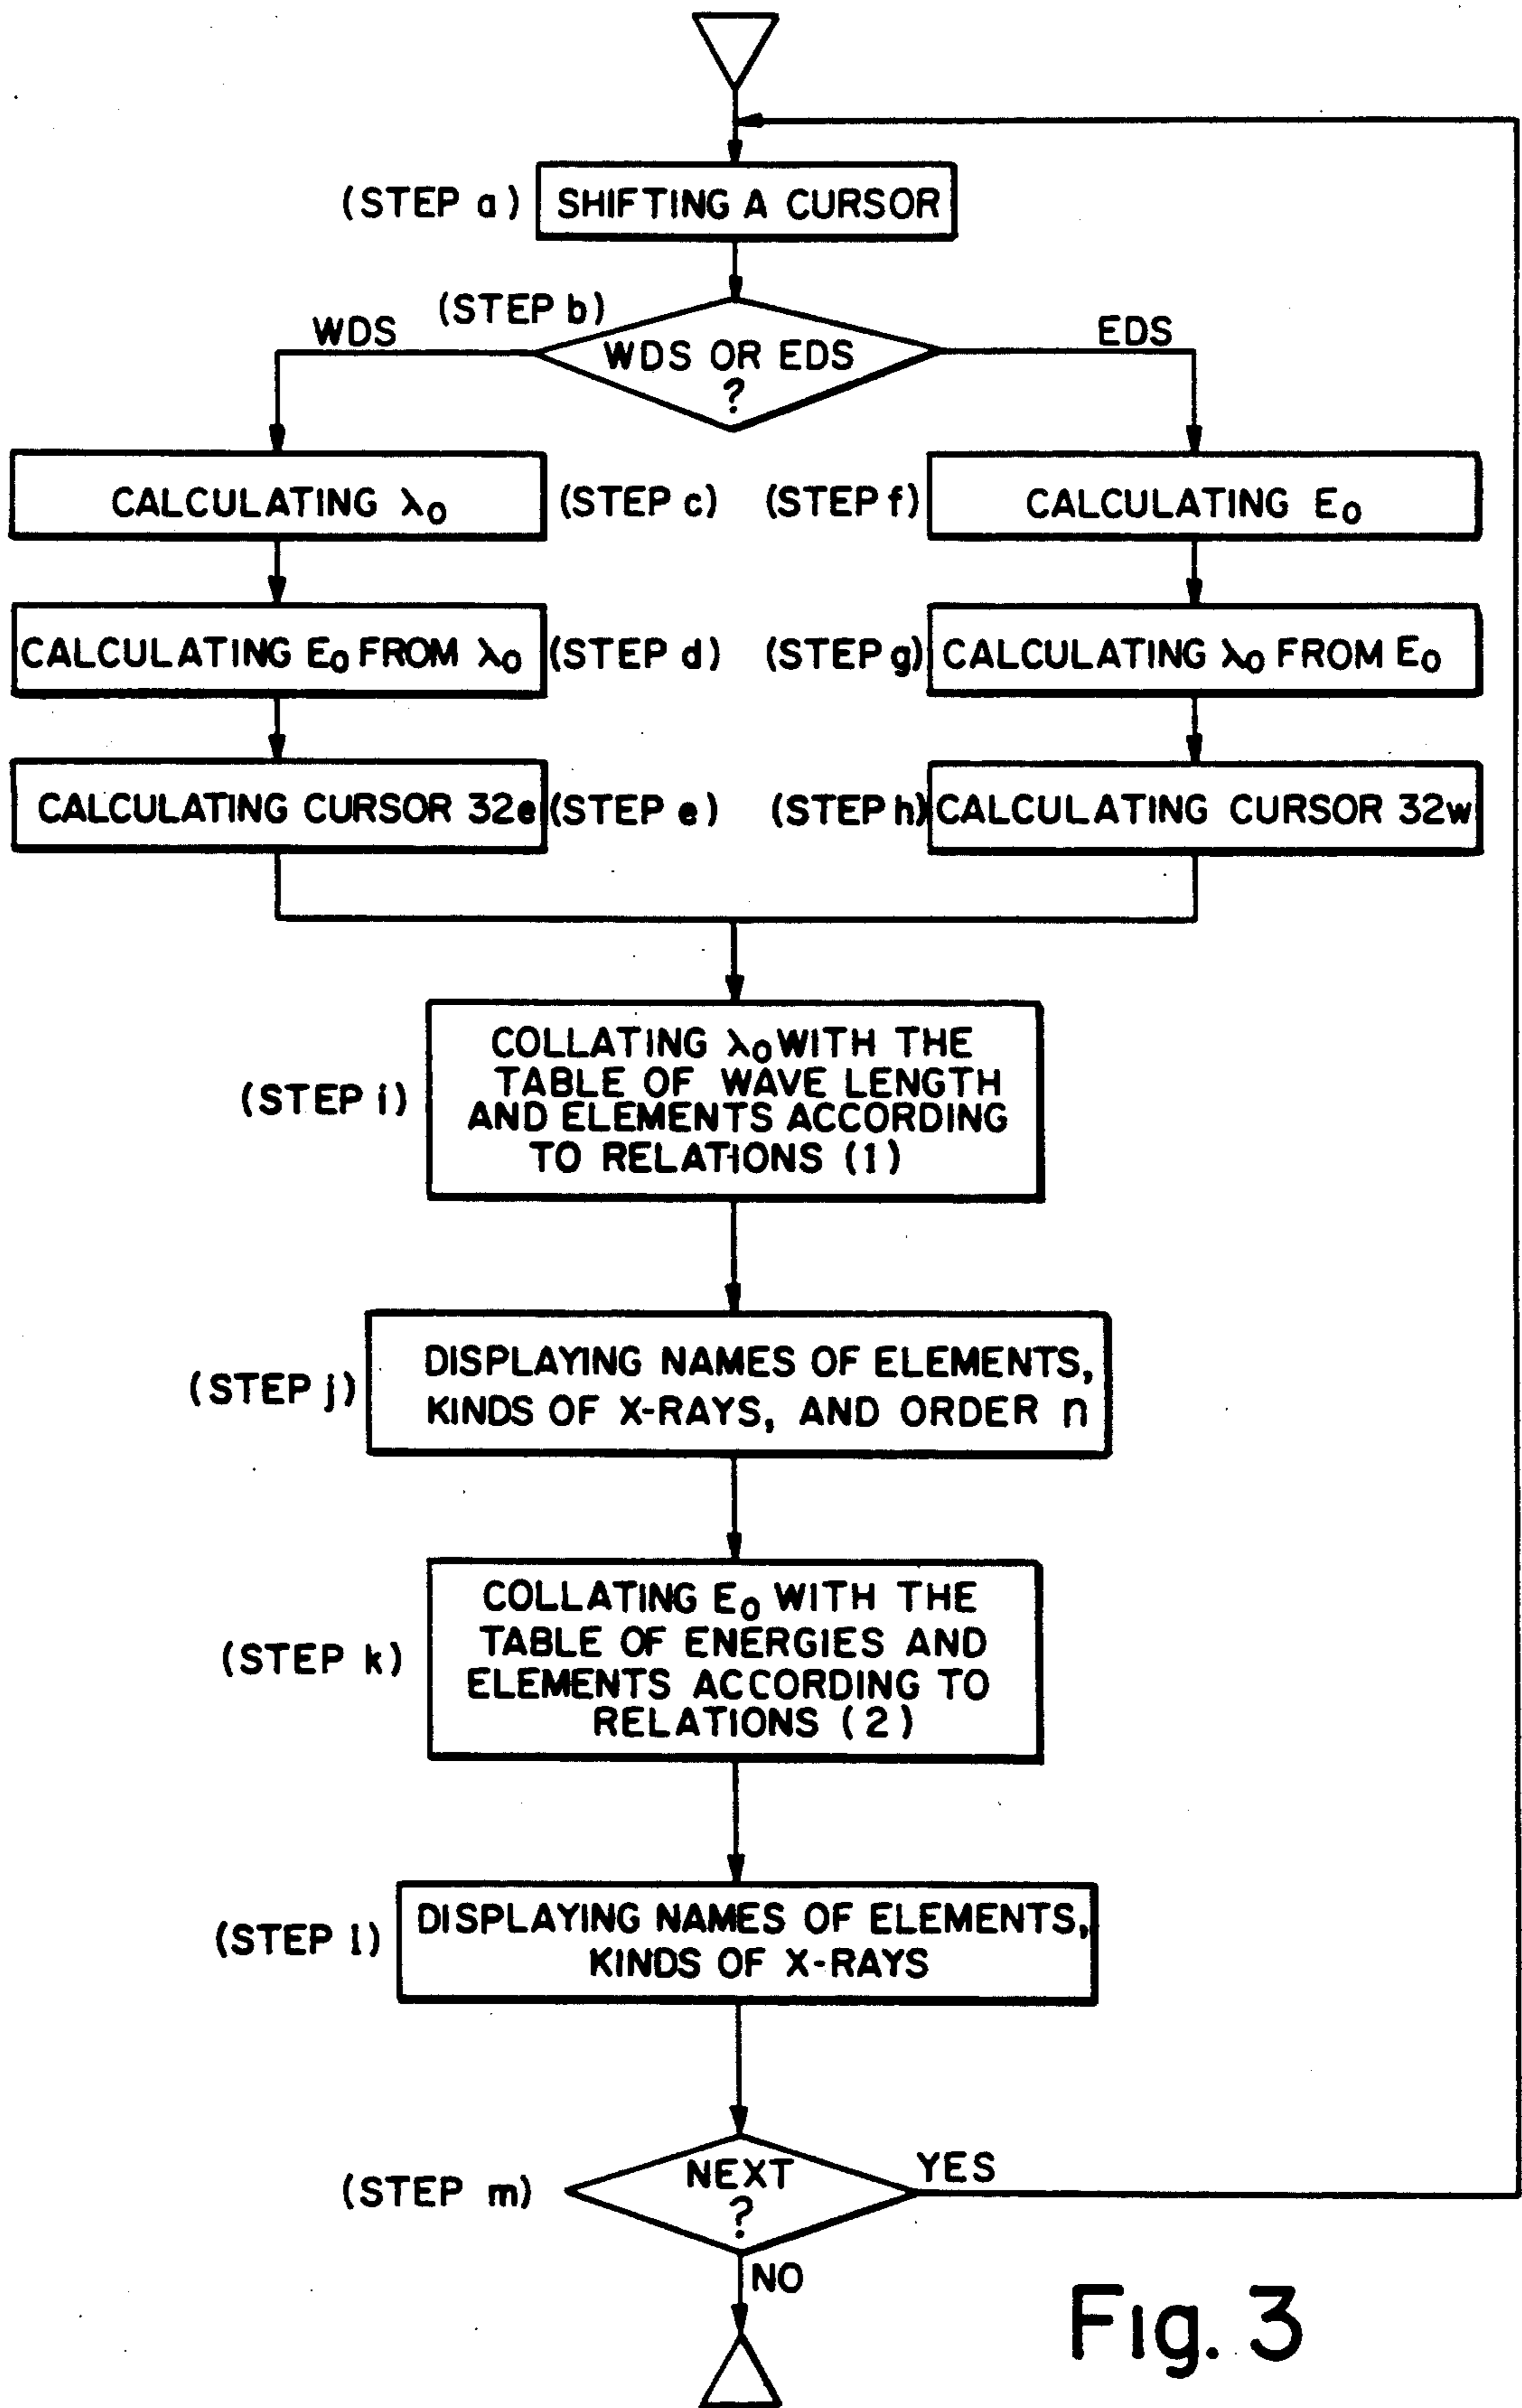 (STEP a)
SHIFTING A CURSOR
(STEP b)
WDS
WDS OR EDS
?
EDS
CALCULATING λ0
(STEP c)
(STEP f)
CALCULATING E0
CALCULATING E0 FROM λ0
(STEP d)
(STEP g)
CALCULATING λ0 FROM E0
CALCULATING CURSOR 32e
(STEP e)
(STEP h)
CALCULATING CURSOR 32w
(STEP i)
COLLATING λ0 WITH THE
TABLE OF WAVE LENGTH
AND ELEMENTS ACCORDING
TO RELATIONS (1)
(STEP j)
DISPLAYING NAMES OF ELEMENTS,
KINDS OF X-RAYS, AND ORDER n
(STEP k)
COLLATING E0 WITH THE
TABLE OF ENERGIES AND
ELEMENTS ACCORDING TO
RELATIONS (2)
(STEP l)
DISPLAYING NAMES OF ELEMENTS,
KINDS OF X-RAYS
(STEP m)
NEXT
?
YES
NO
Fig. 3